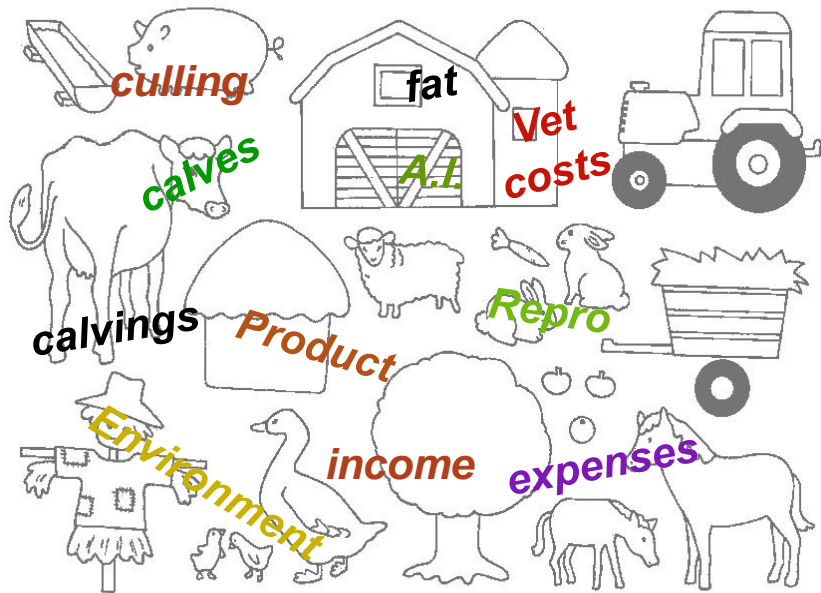 culling
fat
Vet
costs
calves
A.I.
calvings
Product
Repro
Environment
income
expenses